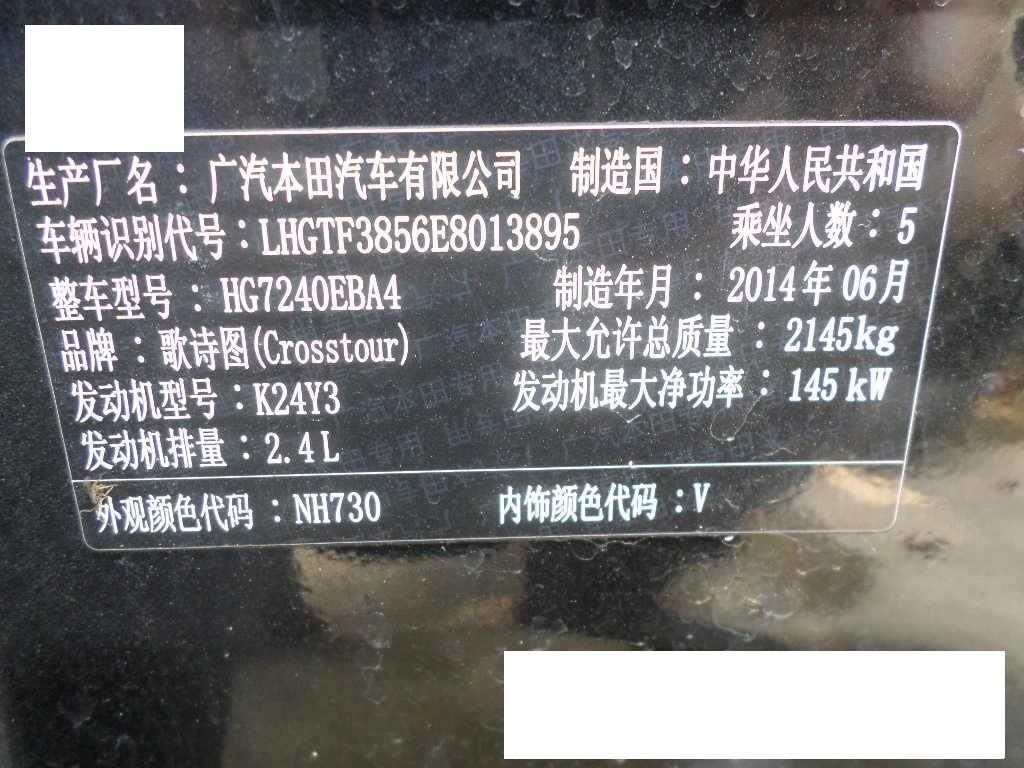 生产厂名：广汽本田汽车有限公司 制造国：中华人民共和国
车辆识别代号：LHGTF3856E8013895 乘坐人数：5
整车型号：HG7240EBA4 制造年月：2014年06月
品牌：歌诗图(Crosstour) 最大允许总质量：2145kg
发动机型号：K24Y3 发动机最大净功率：145kW
发动机排量：2.4L
外观颜色代码：NH730 内饰颜色代码：V